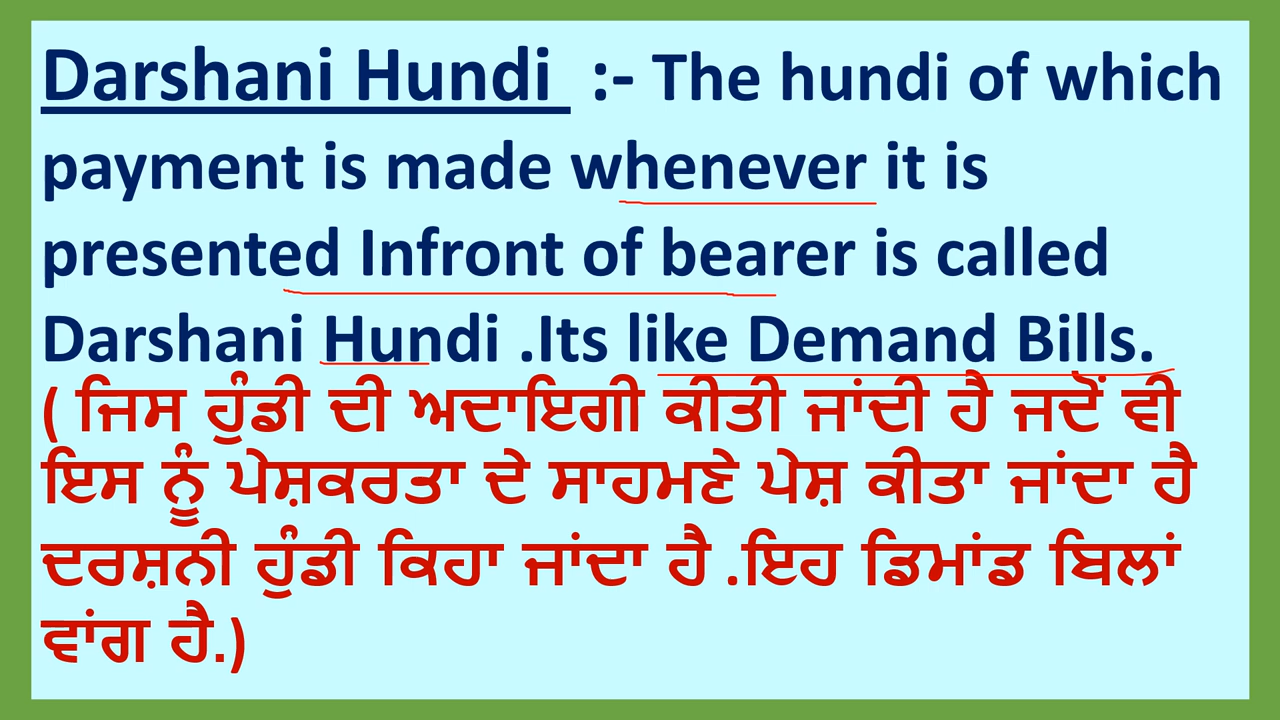 Darshani Hundi :- The hundi of which
payment is made whenever it is
presented Infront of bearer is called
Darshani Hundi .Its like Demand Bills.
( ਜਿਸ ਹੁੰਡੀ ਦੀ ਅਦਾਇਗੀ ਕੀਤੀ ਜਾਂਦੀ ਹੈ ਜਦੋਂ ਵੀ
ਇਸ ਨੂੰ ਪੇਸ਼ਕਰਤਾ ਦੇ ਸਾਹਮਣੇ ਪੇਸ਼ ਕੀਤਾ ਜਾਂਦਾ ਹੈ
ਦਰਸ਼ਨੀ ਹੁੰਡੀ ਕਿਹਾ ਜਾਂਦਾ ਹੈ .ਇਹ ਡਿਮਾਂਡ ਬਿਲਾਂ
ਵਾਂਗ ਹੈ.)